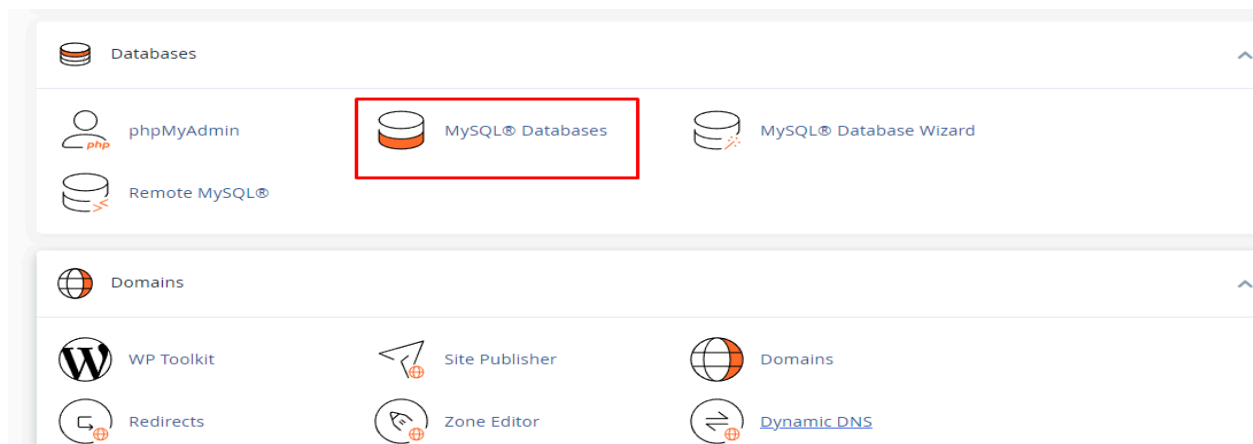 Databases
phpMyAdmin
php
MySQL® Databases
MySQL® Database Wizard
Remote MySQL®
Domains
WP Toolkit
Site Publisher
Domains
Redirects
Zone Editor
Dynamic DNS